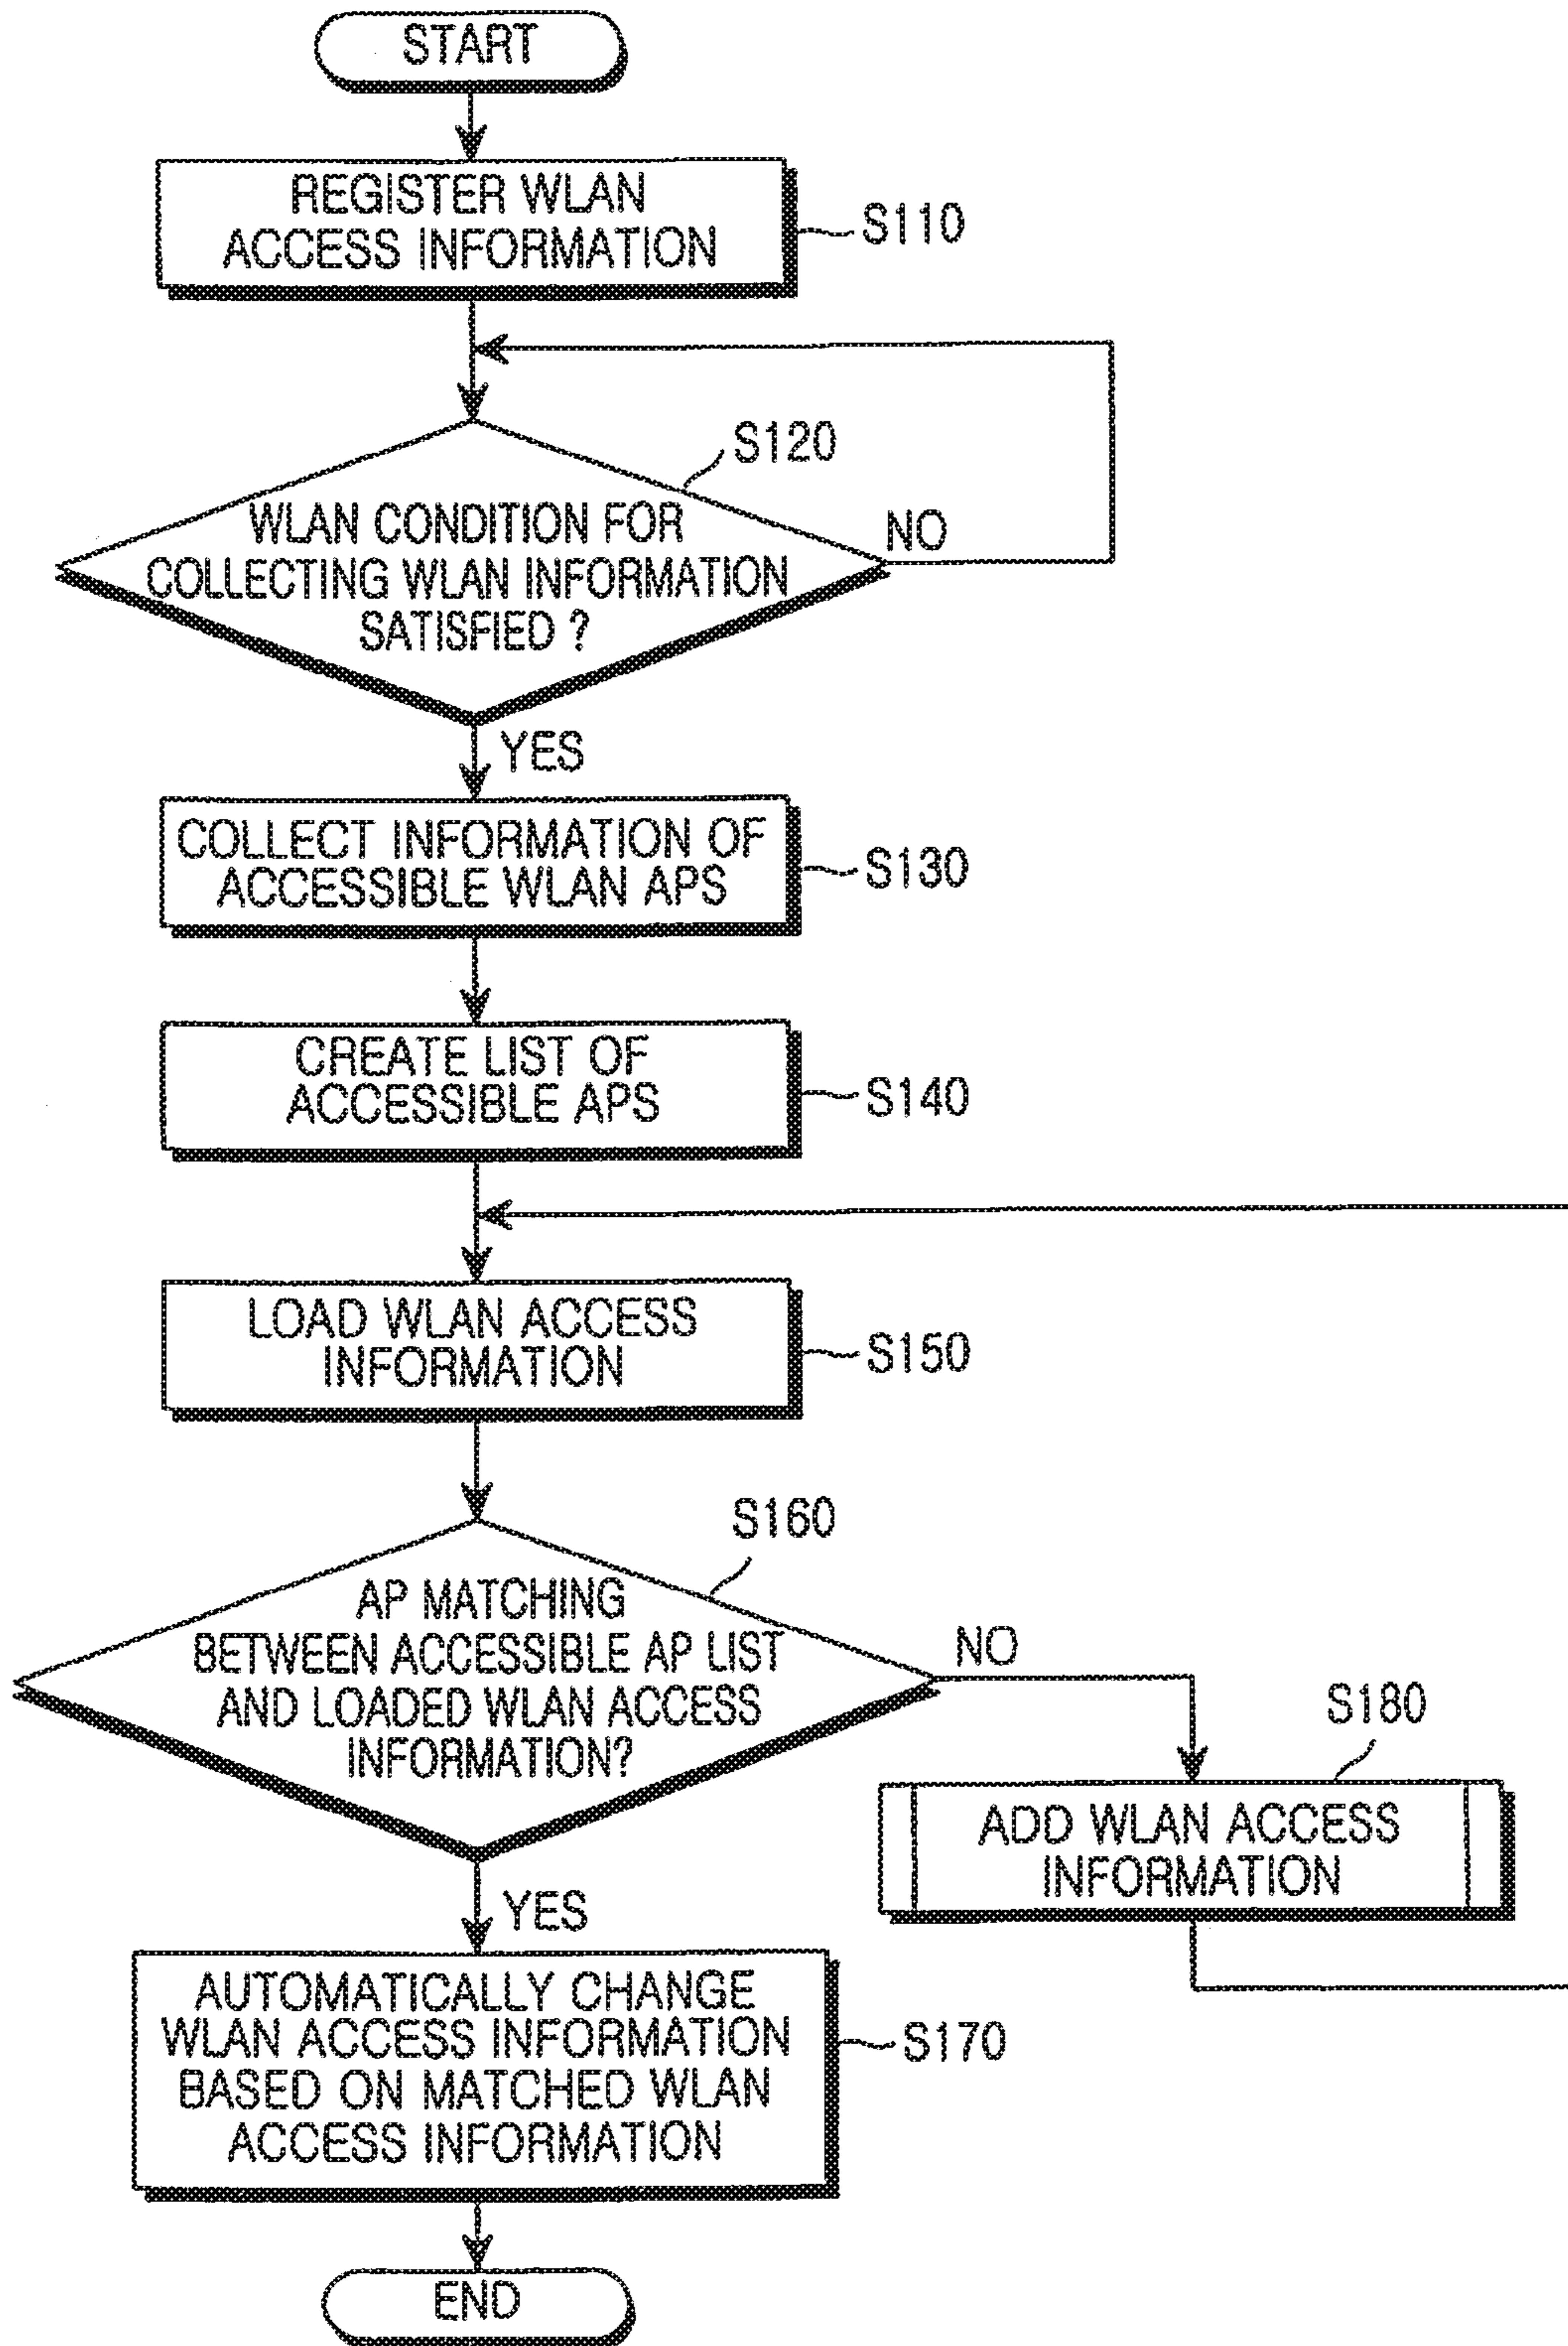 START
REGISTER WLAN
ACCESS INFORMATION
S110
S120
WLAN CONDITION FOR
COLLECTING WLAN INFORMATION
SATISFIED ?
NO
YES
COLLECT INFORMATION OF
ACCESSIBLE WLAN APS
S130
CREATE LIST OF
ACCESSIBLE APS
S140
LOAD WLAN ACCESS
INFORMATION
S150
S160
AP MATCHING
BETWEEN ACCESSIBLE AP LIST
AND LOADED WLAN ACCESS
INFORMATION?
NO
S180
ADD WLAN ACCESS
INFORMATION
YES
AUTOMATICALLY CHANGE
WLAN ACCESS INFORMATION
BASED ON MATCHED WLAN
ACCESS INFORMATION
S170
END